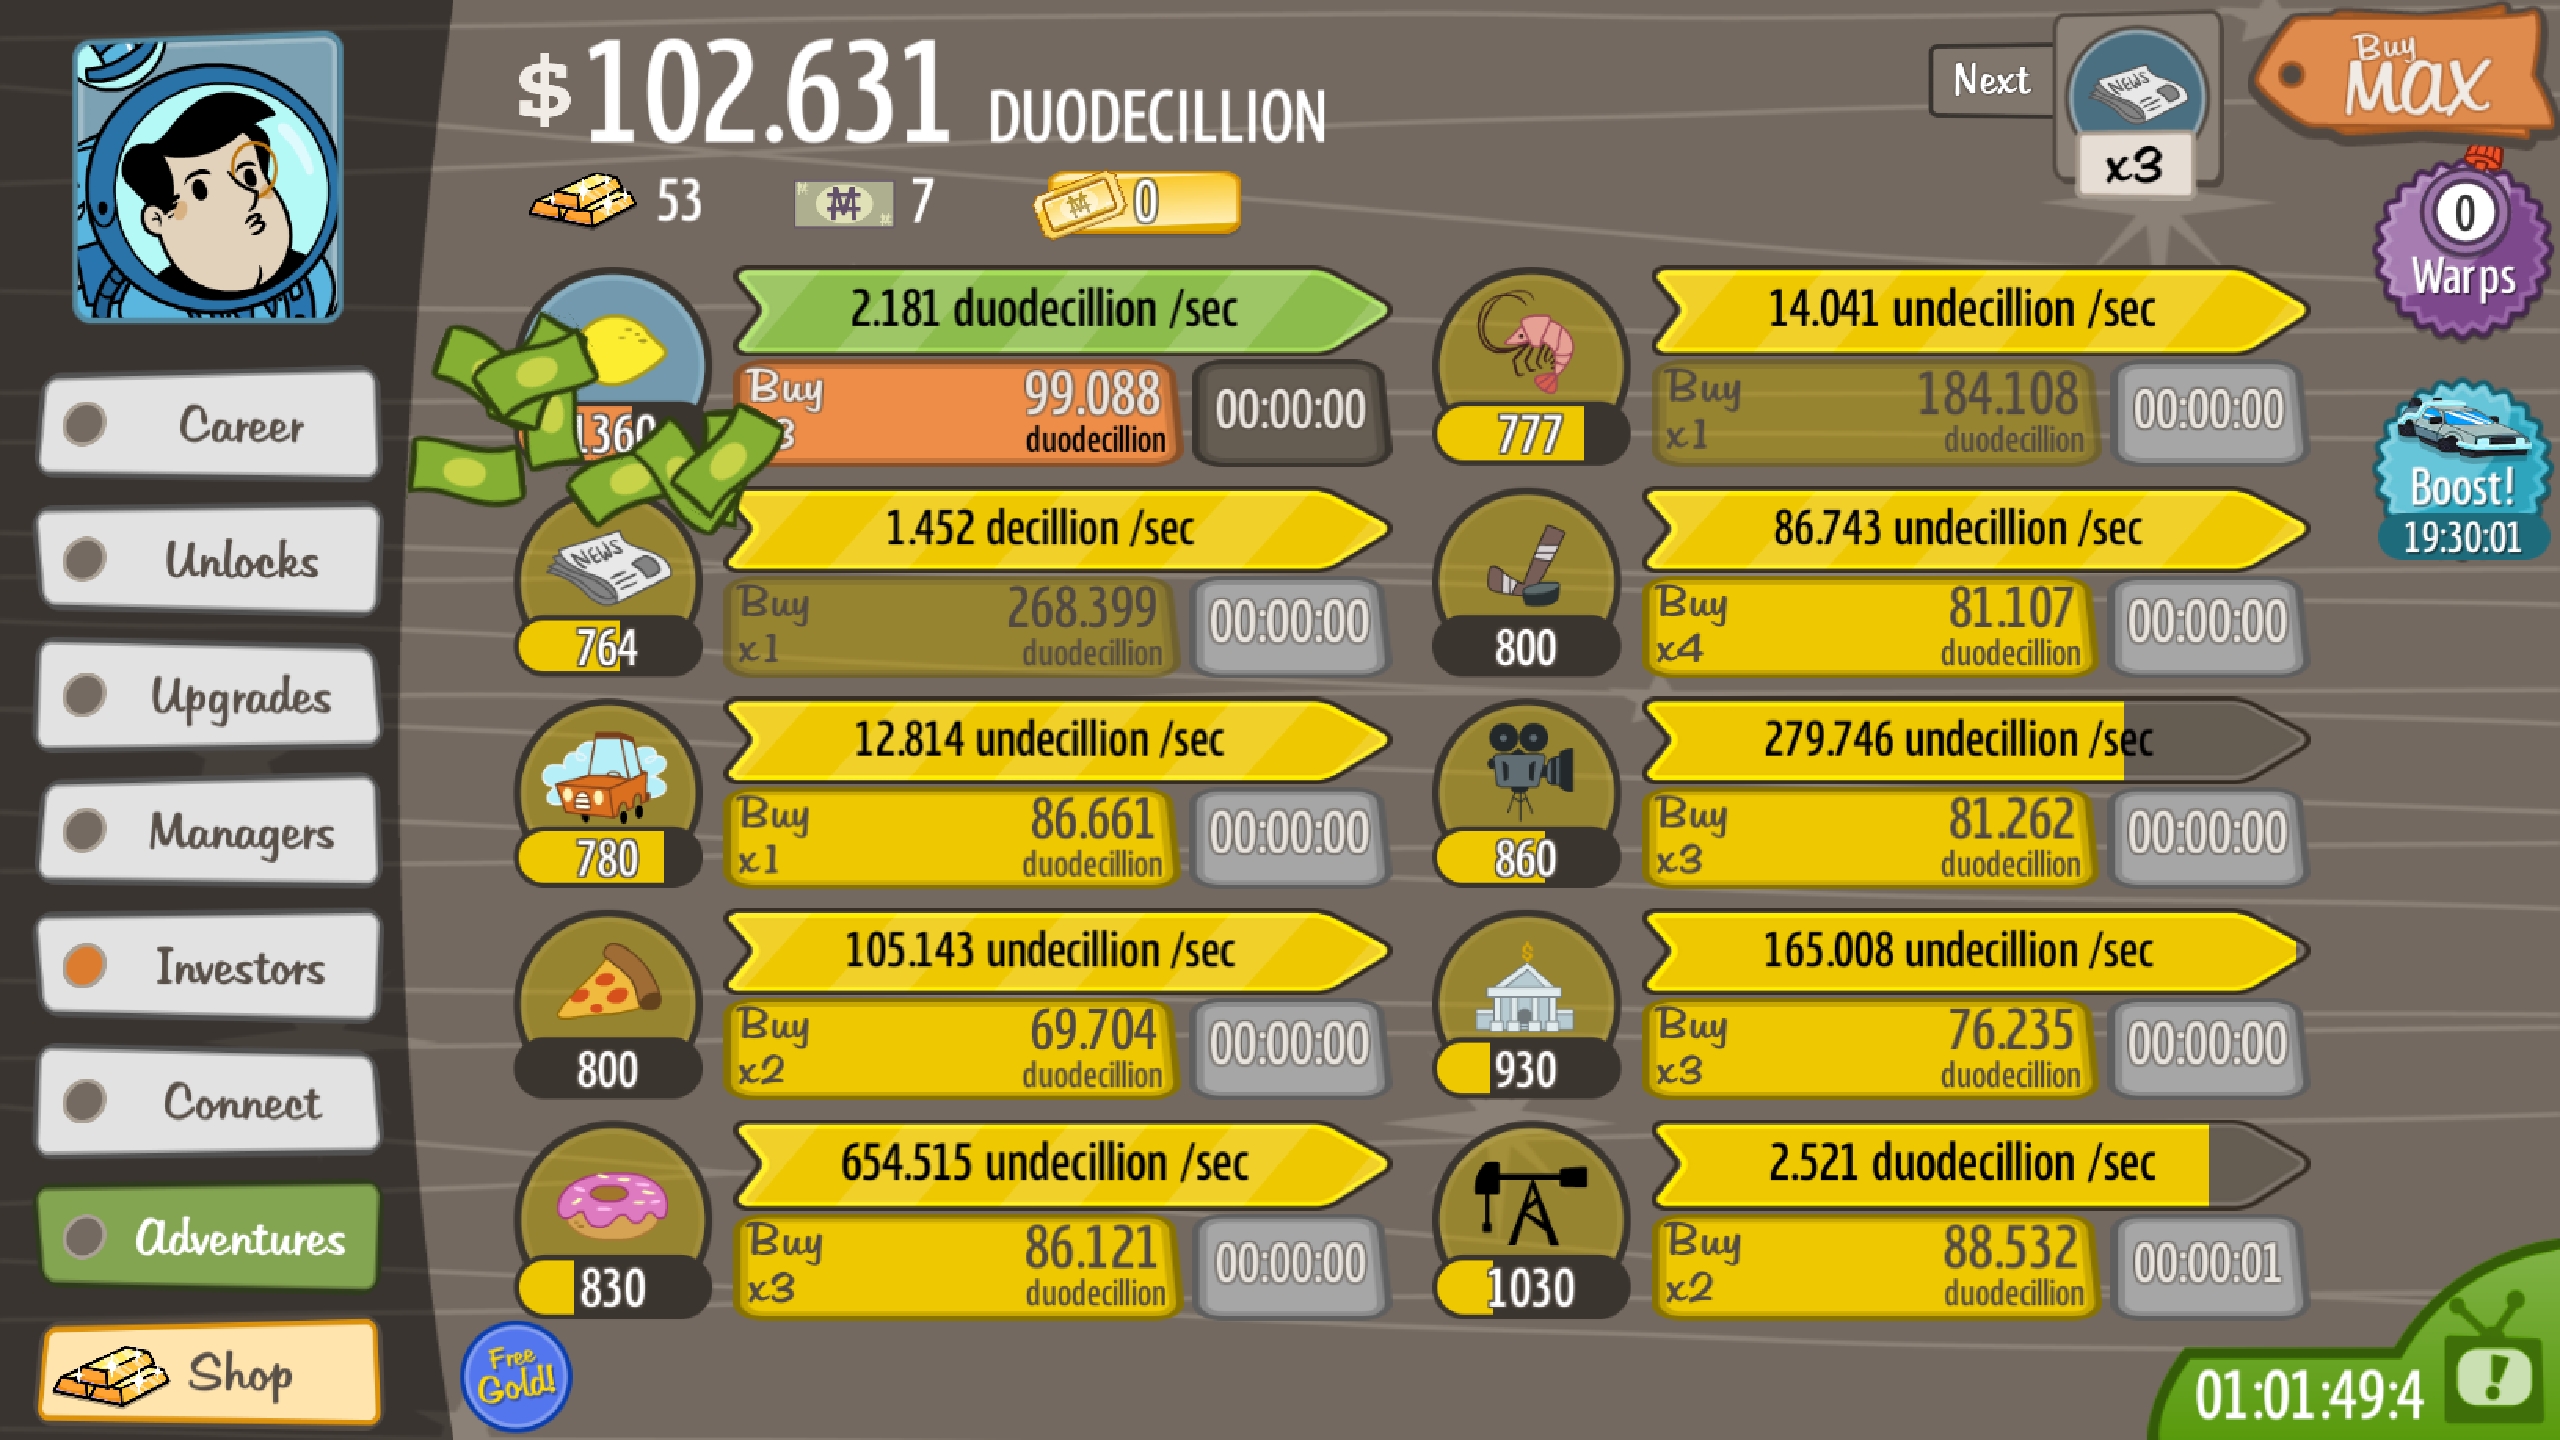 $102.631 DUODECILLION
Next
x3
Buy
MAX
53
7
0
0
Warps
Boost!
19:30:01
Career
Unlocks
Upgrades
Managers
Investors
Connect
Adventures
Shop
2.181 duodecillion /sec
1360
Buy
99.088
duodecillion
00:00:00
NEWS
1.452 decillion /sec
764
Buy
x1
268.399
duodecillion
00:00:00
12.814 undecillion /sec
780
Buy
x1
86.661
duodecillion
00:00:00
105.143 undecillion /sec
800
Buy
x2
69.704
duodecillion
00:00:00
654.515 undecillion /sec
830
Buy
x3
86.121
duodecillion
00:00:00
14.041 undecillion /sec
777
Buy
x1
184.108
duodecillion
00:00:00
86.743 undecillion /sec
800
Buy
x4
81.107
duodecillion
00:00:00
279.746 undecillion /sec
860
Buy
x3
81.262
duodecillion
00:00:00
165.008 undecillion /sec
930
Buy
x3
76.235
duodecillion
00:00:00
2.521 duodecillion /sec
1030
Buy
x2
88.532
duodecillion
00:00:01
Free
Gold!
01:01:49:4